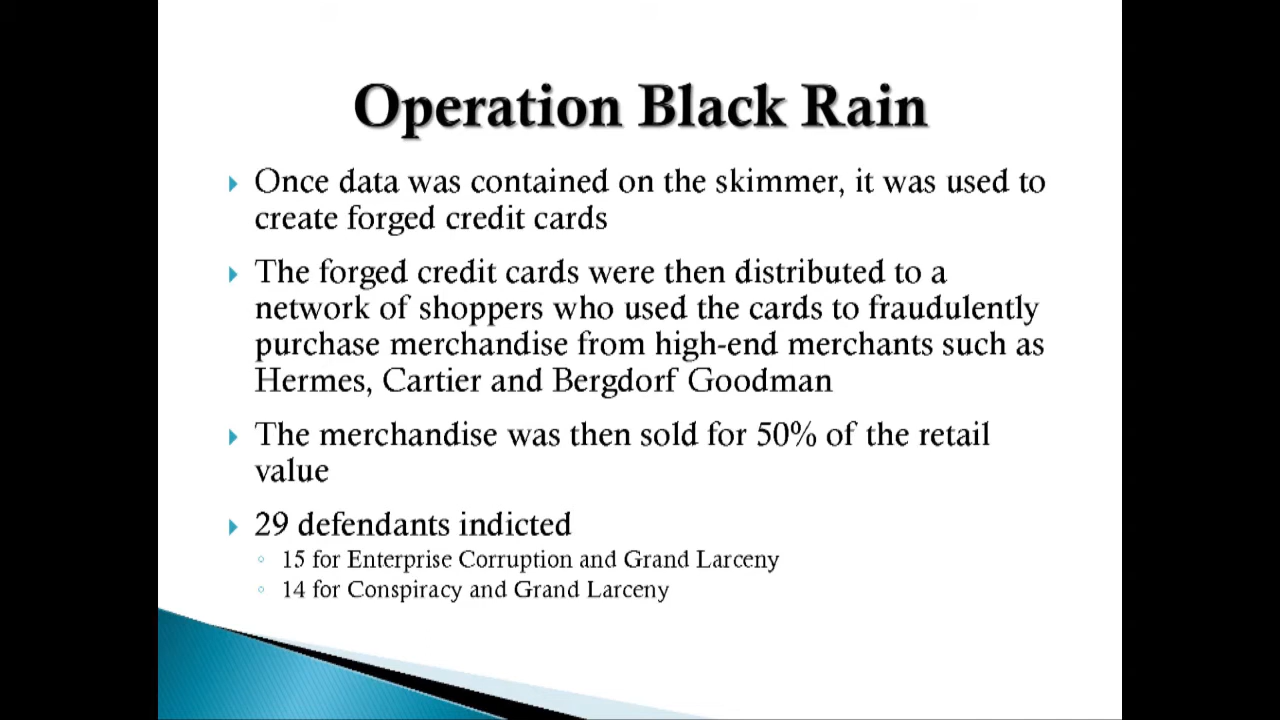 Operation Black Rain
Once data was contained on the skimmer, it was used to
create forged credit cards
The forged credit cards were then distributed to a
network of shoppers who used the cards to fraudulently
purchase merchandise from high-end merchants such as
Hermes, Cartier and Bergdorf Goodman
The merchandise was then sold for 50% of the retail
value
29 defendants indicted
15 for Enterprise Corruption and Grand Larceny
14 for Conspiracy and Grand Larceny